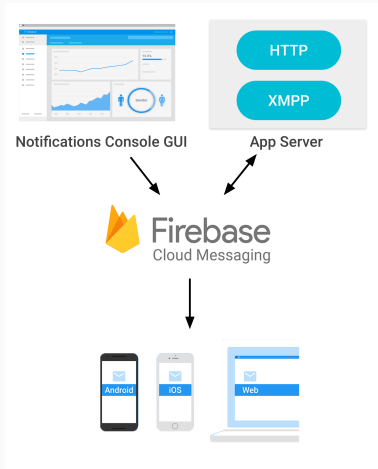 HTTP
XMPP
Notifications Console GUI
App Server
Firebase
Cloud Messaging
Android
iOS
Web